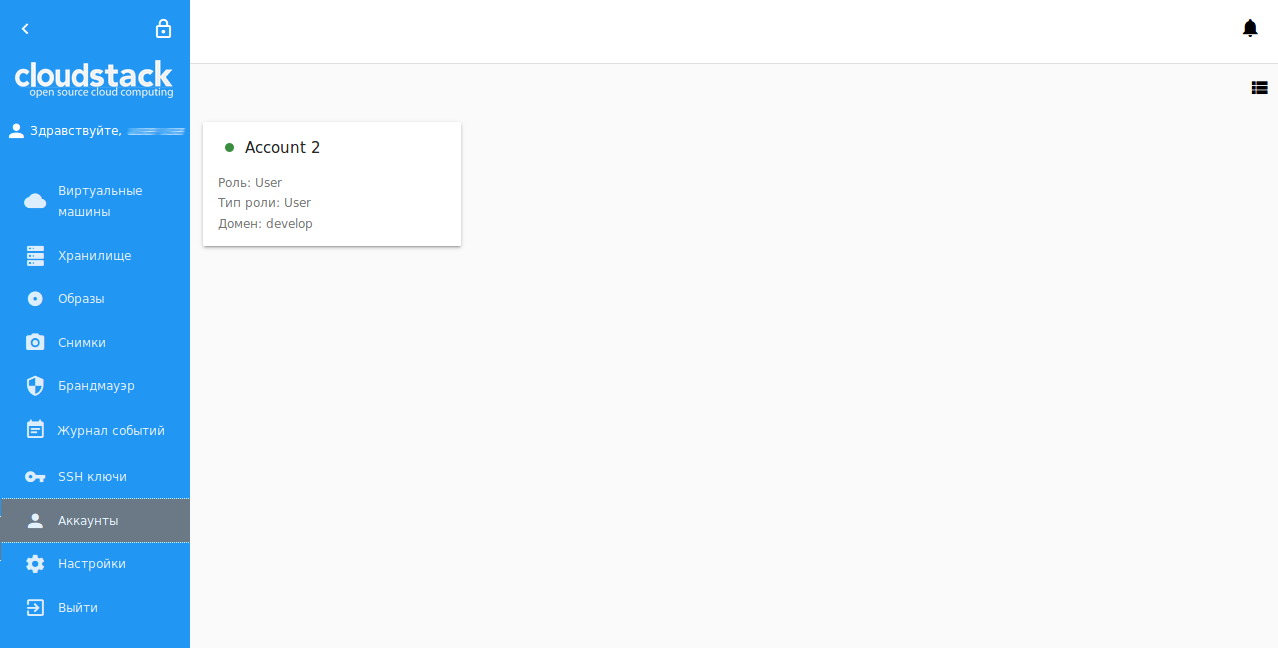 cloudstack
open source cloud computing
Здравствуйте,
Виртуальные
машины
Хранилище
Образы
Снимки
Брандмауэр
Журнал событий
SSH ключи
Аккаунты
Настройки
Выйти
Account 2
Роль: User
Тип роли: User
Домен: develop